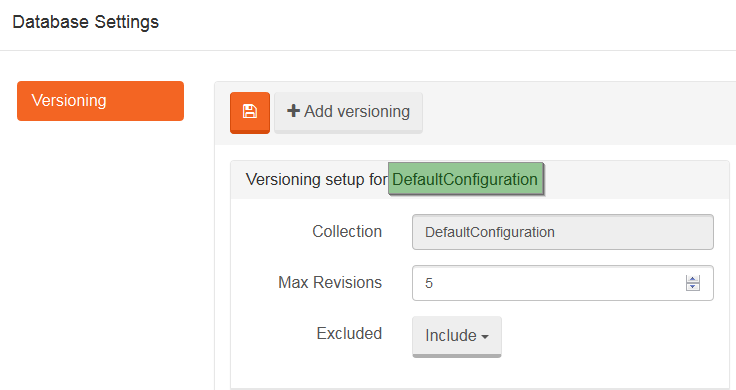 Database Settings
Versioning
Add versioning
Versioning setup for DefaultConfiguration
Collection DefaultConfiguration
Max Revisions 5
Excluded Include